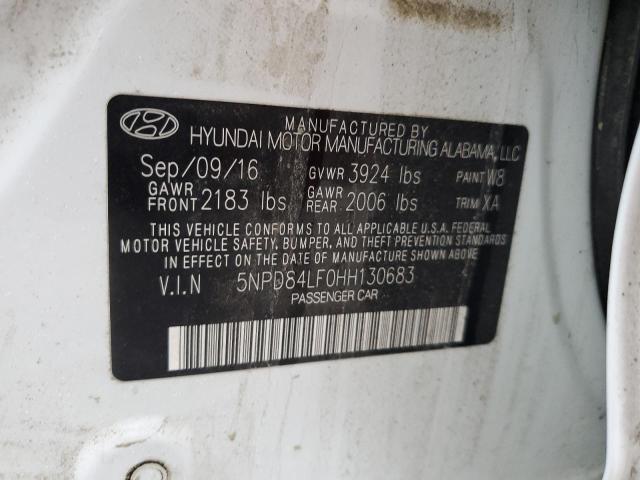 MANUFACTURED BY
HYUNDAI MOTOR MANUFACTURING ALABAMA, LLC
Sep/09/16 GVWR 3924 lbs PAINT W8
GAWR FRONT 2183 lbs GAWR REAR 2006 lbs TRIM XA
THIS VEHICLE CONFORMS TO ALL APPLICABLE U.S.A. FEDERAL
MOTOR VEHICLE SAFETY, BUMPER, AND THEFT PREVENTION STANDARDS
IN EFFECT ON THE DATE OF MANUFACTURE SHOWN ABOVE.
V.I.N 5NPD84LF0HH130683
PASSENGER CAR